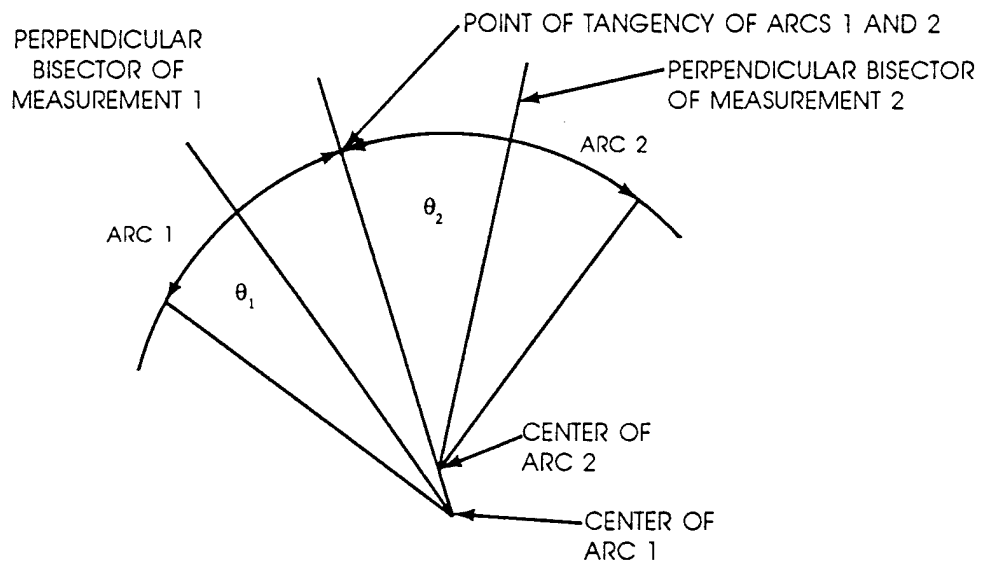 POINT OF TANGENCY OF ARCS 1 AND 2
PERPENDICULAR
BISECTOR OF
MEASUREMENT 1
PERPENDICULAR BISECTOR
OF MEASUREMENT 2
ARC 2
ARC 1
θ₂
θ₁
CENTER OF
ARC 2
CENTER OF
ARC 1